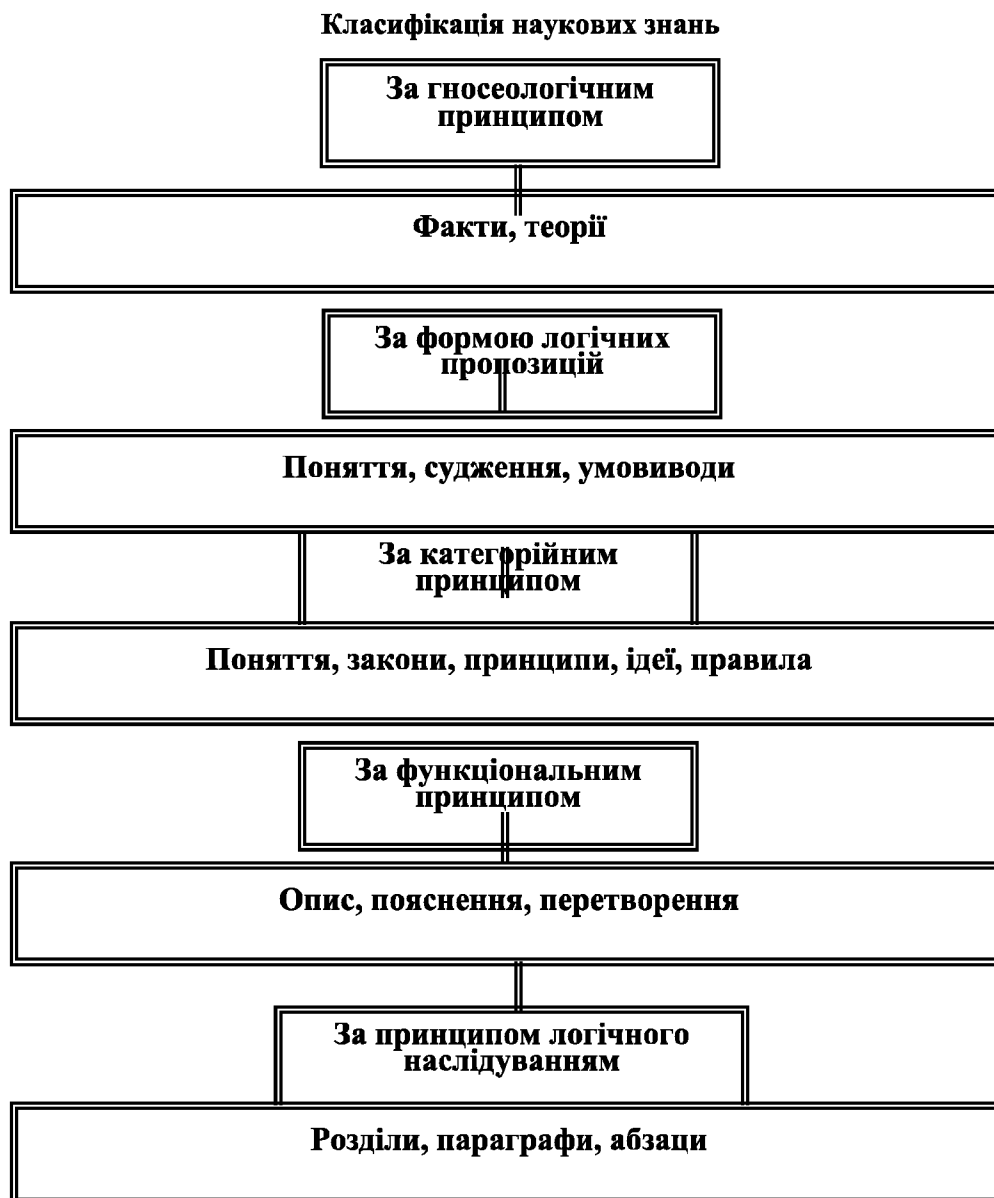 Класифікація наукових знань
За гносеологічним
принципом
Факти, теорії
За формою логічних
пропозицій
Поняття, судження, умовиводи
За категорійним
принципом
Поняття, закони, принципи, ідеї, правила
За функціональним
принципом
Опис, пояснення, перетворення
За принципом логічного
наслідуванням
Розділи, параграфи, абзаци